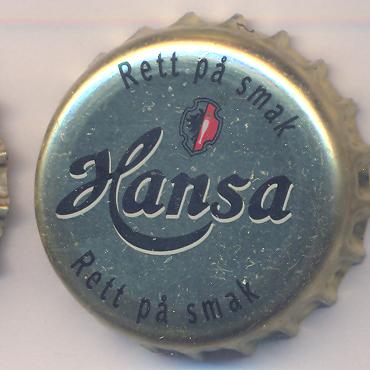 Rett på smak
Hansa
Rett på smak